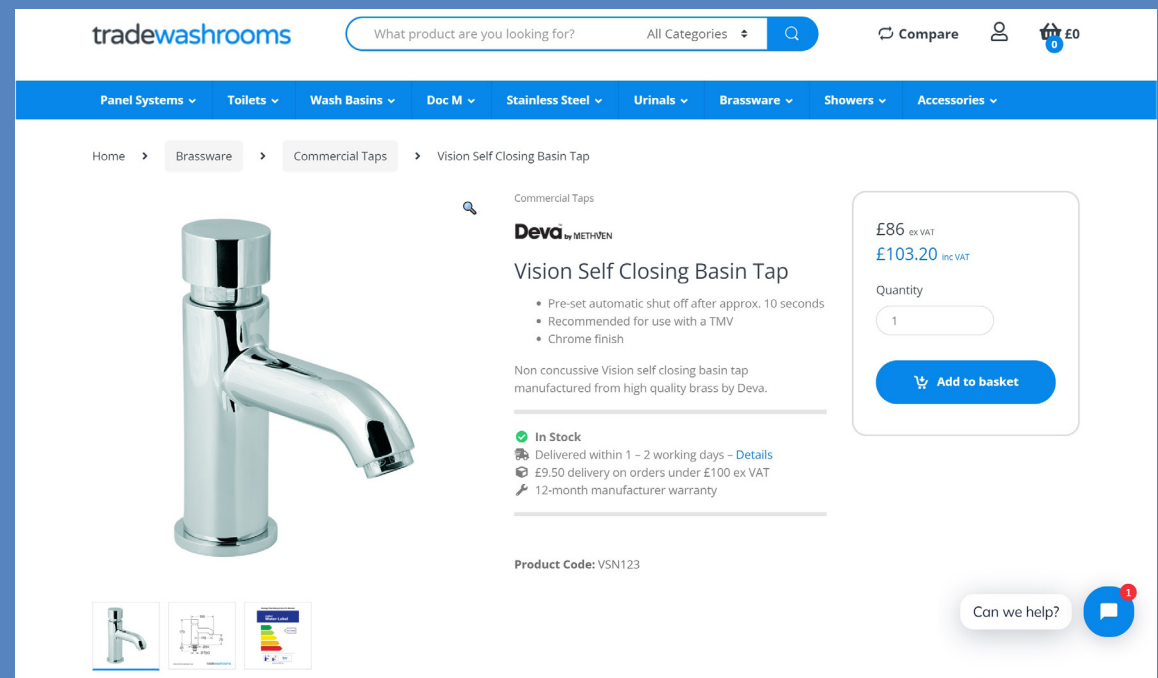 tradewashrooms
What product are you looking for? All Categories
Compare
0
£0
Panel Systems Toilets Wash Basins Doc M Stainless Steel Urinals Brassware Showers Accessories
Home > Brassware > Commercial Taps > Vision Self Closing Basin Tap
Commercial Taps
Deva by METHVEN
Vision Self Closing Basin Tap
• Pre-set automatic shut off after approx. 10 seconds
• Recommended for use with a TMV
• Chrome finish
Non concussive Vision self closing basin tap
manufactured from high quality brass by Deva.
In Stock
Delivered within 1 – 2 working days – Details
£9.50 delivery on orders under £100 ex VAT
12-month manufacturer warranty
Product Code: VSN123
£86 ex VAT
£103.20 inc VAT
Quantity
1
Add to basket
Water Label
tradewashrooms
Can we help?
1